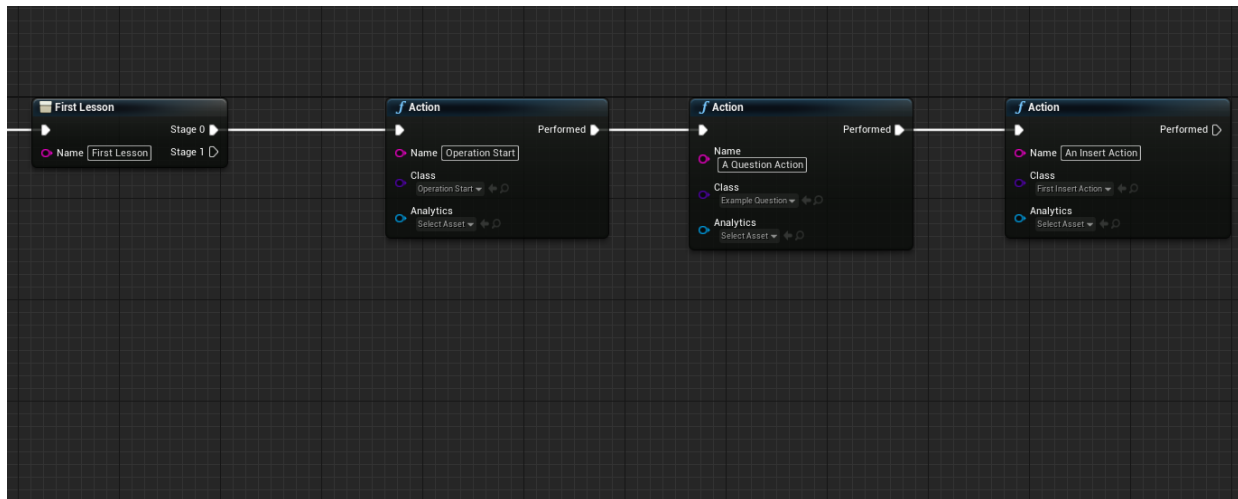 First Lesson
Stage 0
Name First Lesson
Stage 1
f Action
Performed
Name Operation Start
Class
Operation Start
Analytics
Select Asset
f Action
Performed
Name
A Question Action
Class
Example Question
Analytics
Select Asset
f Action
Performed
Name An Insert Action
Class
First Insert Action
Analytics
Select Asset